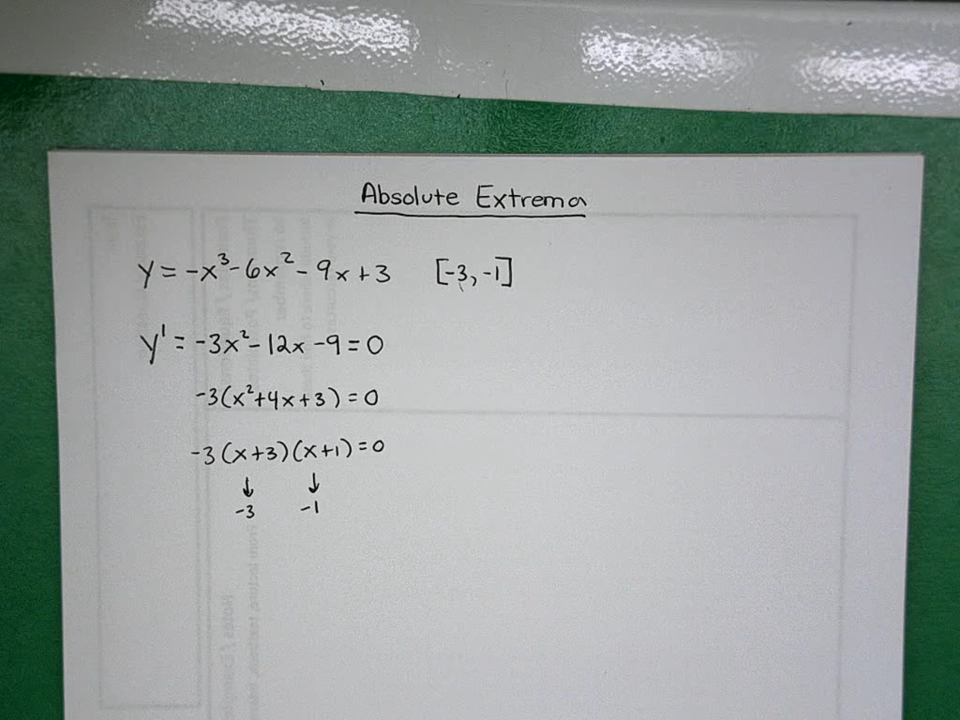 Absolute Extrema
y = -x³ - 6x² - 9x + 3 [-3, -1]
y' = -3x² - 12x - 9 = 0
-3(x² + 4x + 3) = 0
-3(x+3)(x+1) = 0
↓ ↓
-3 -1